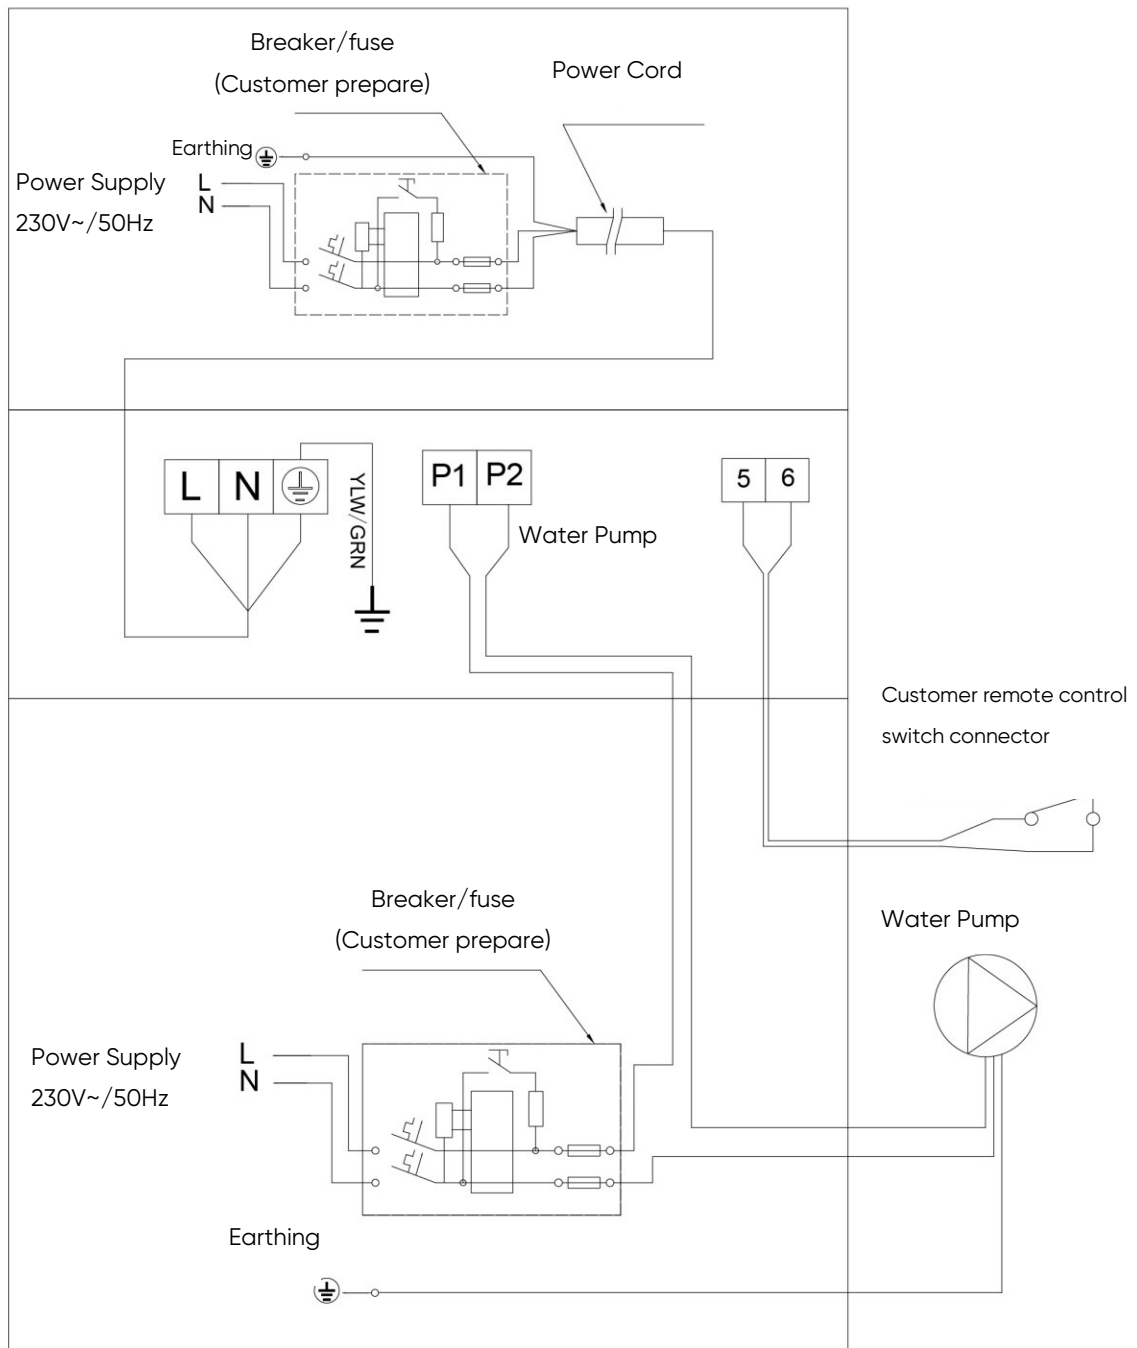 Breaker/fuse
(Customer prepare)
Power Cord
Earthing
Power Supply
230V~/50Hz
L
N
L N
YLW/GRN
P1 P2
Water Pump
5 6
Customer remote control
switch connector
Breaker/fuse
(Customer prepare)
Water Pump
Power Supply
230V~/50Hz
L
N
Earthing